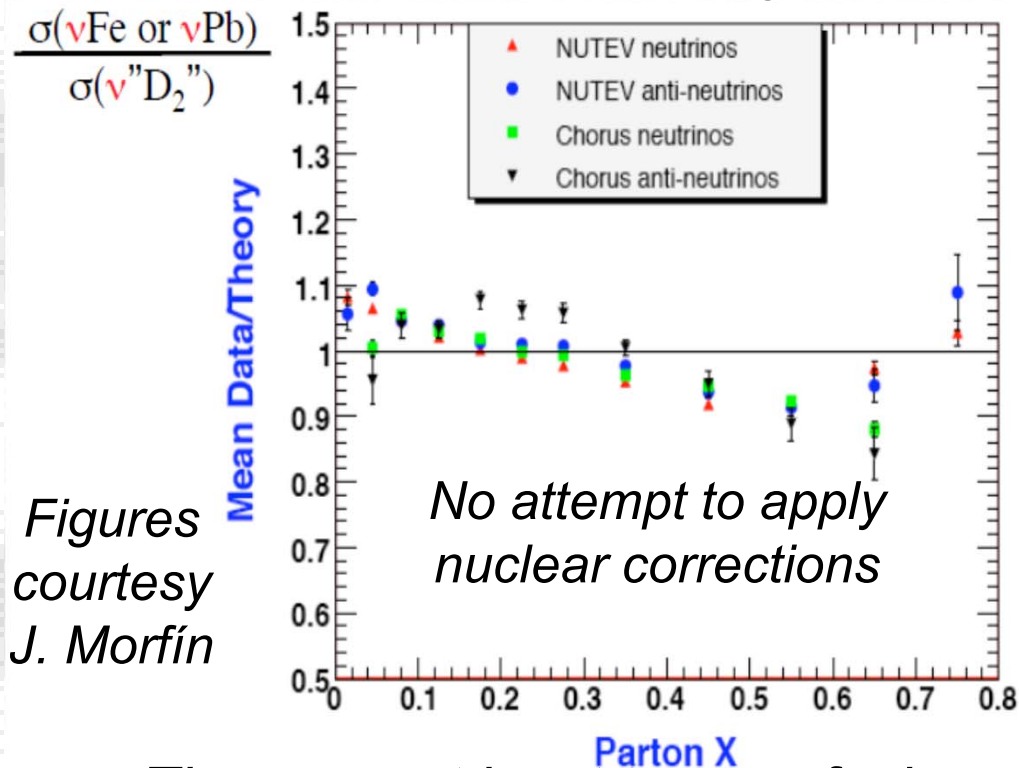 σ(νFe or νPb)
σ(ν"D2")
1.5
1.4
1.3
1.2
1.1
1
0.9
0.8
0.7
0.6
0.5
Mean Data/Theory
NUTEV neutrinos
NUTEV anti-neutrinos
Chorus neutrinos
Chorus anti-neutrinos
No attempt to apply
nuclear corrections
Figures
courtesy
J. Morfín
0 0.1 0.2 0.3 0.4 0.5 0.6 0.7 0.8
Parton X